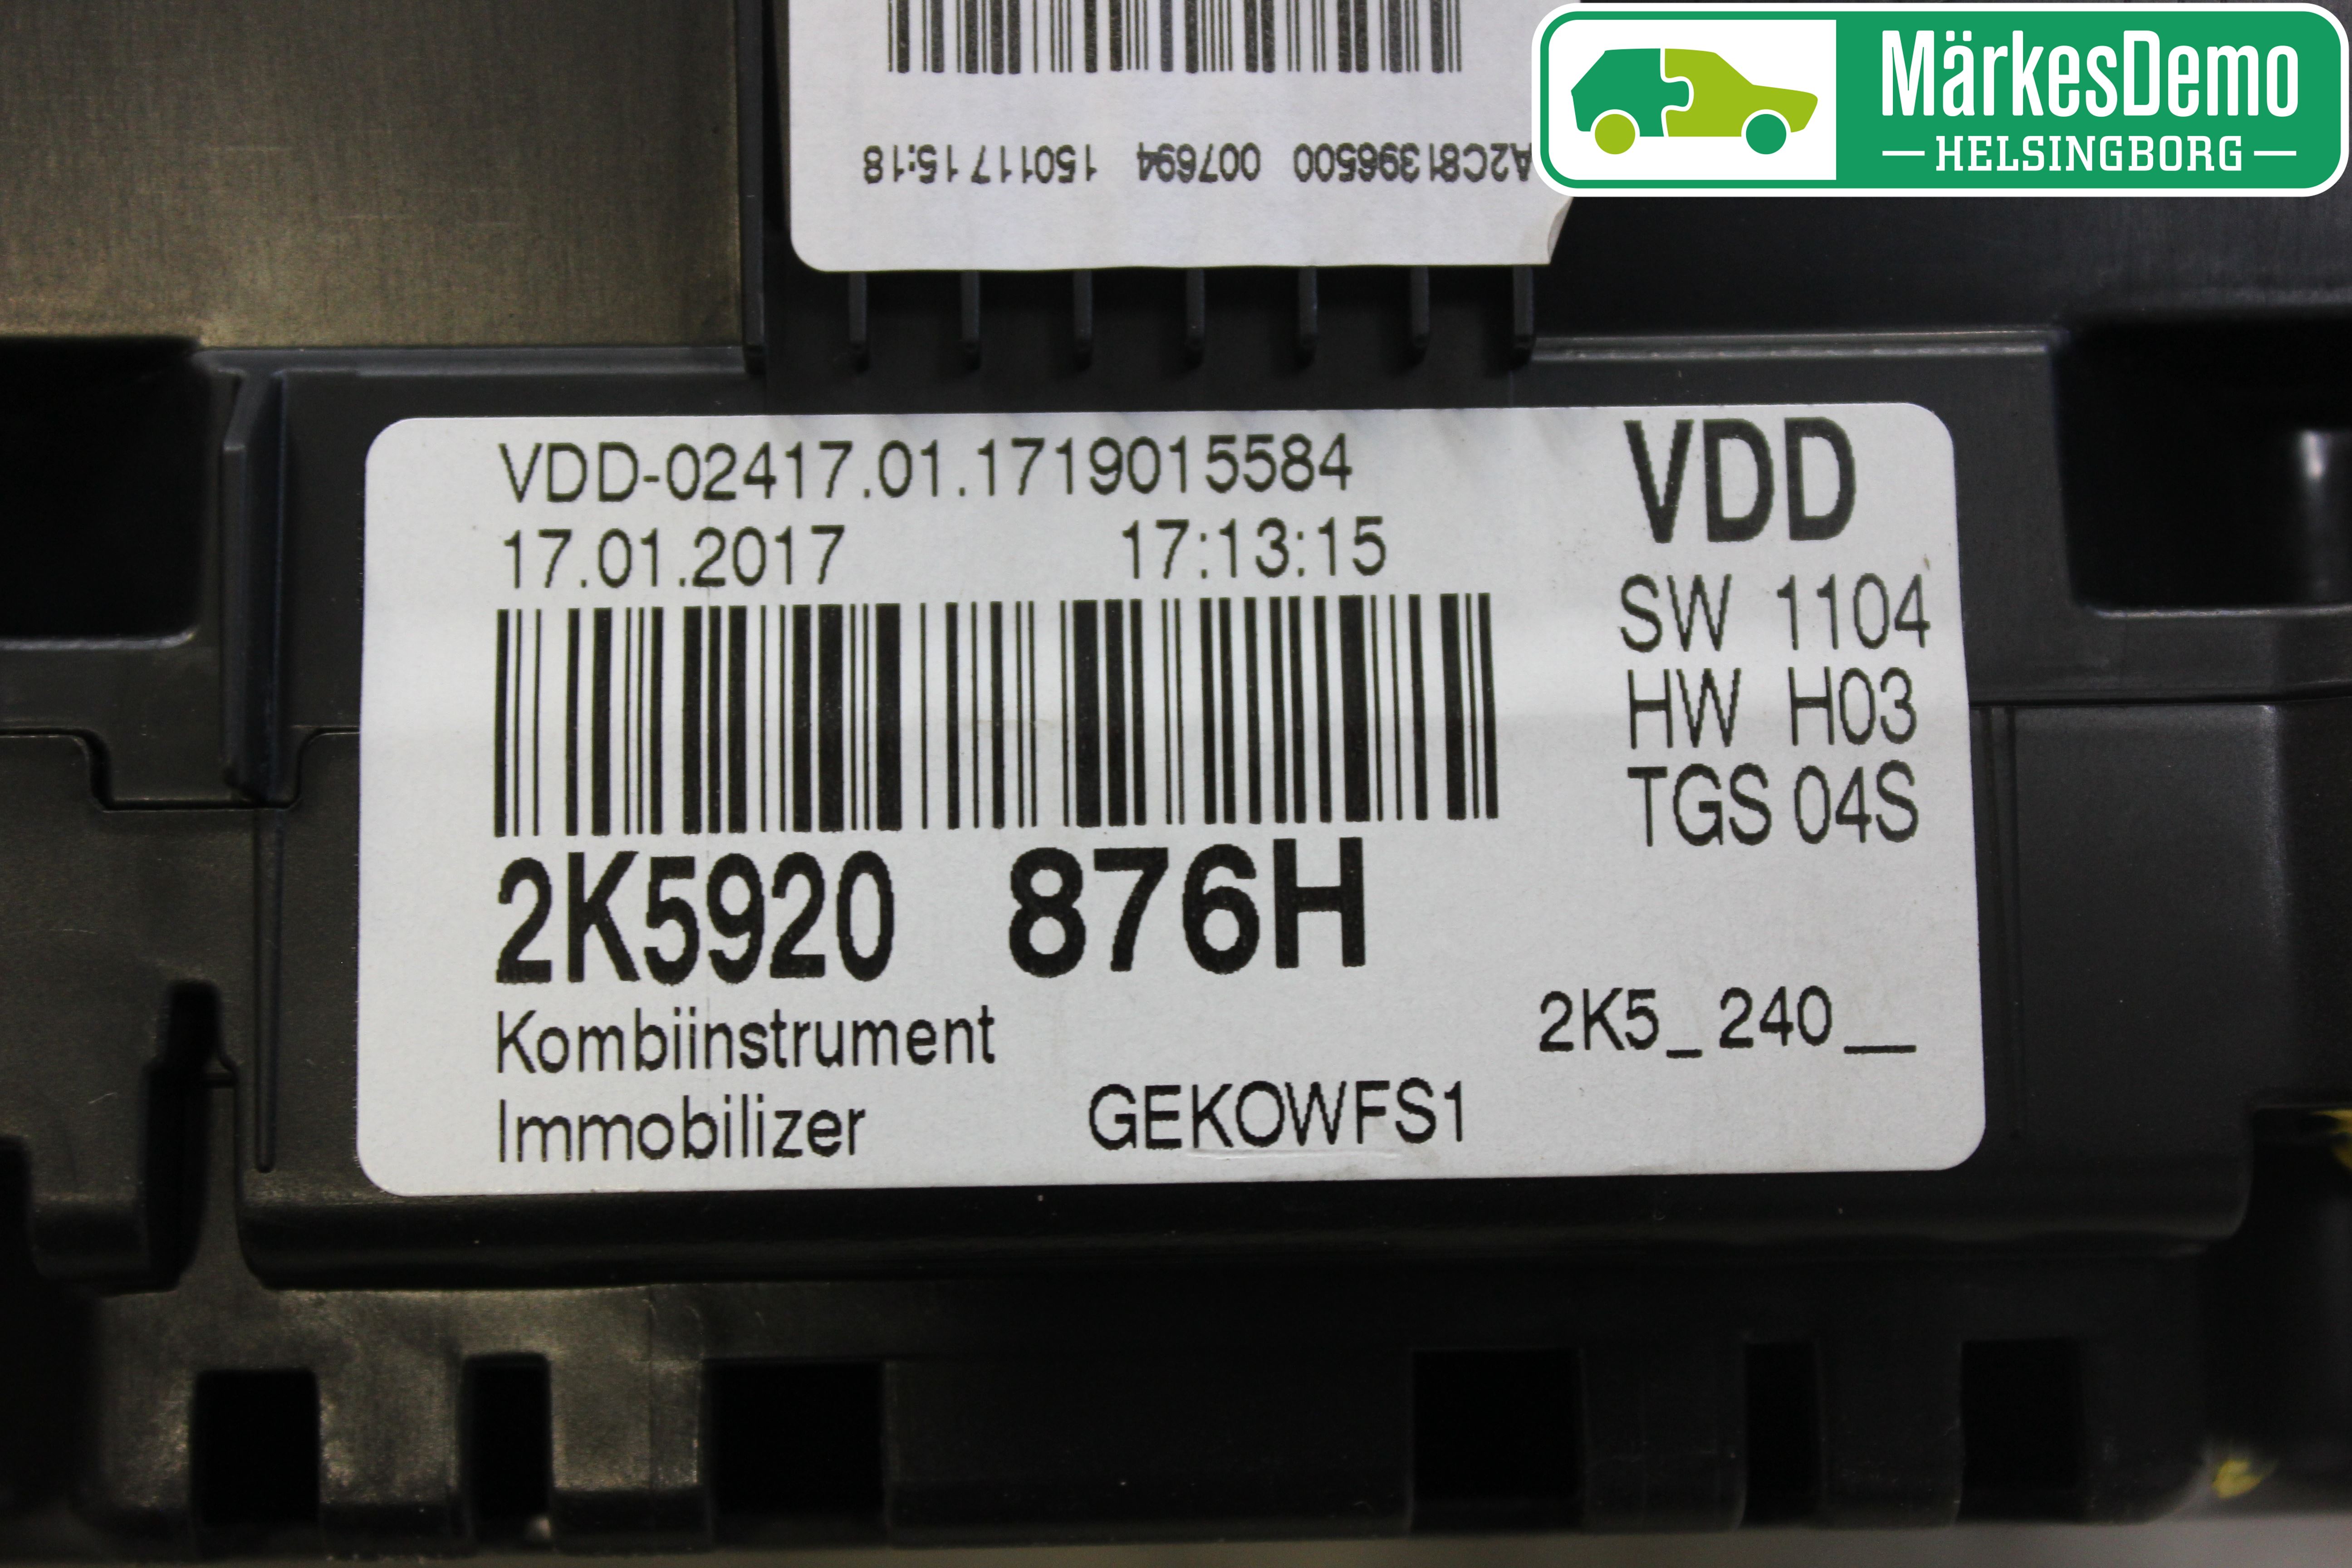 MärkesDemo
HELSINGBORG
A2C81396500 007694 150117 15:18
VDD-02417.01.1719015584
17.01.2017 17:13:15
VDD
SW 1104
HW H03
TGS 04S
2K5920 876H
Kombiinstrument
2K5_240__
Immobilizer GEKOWFS1